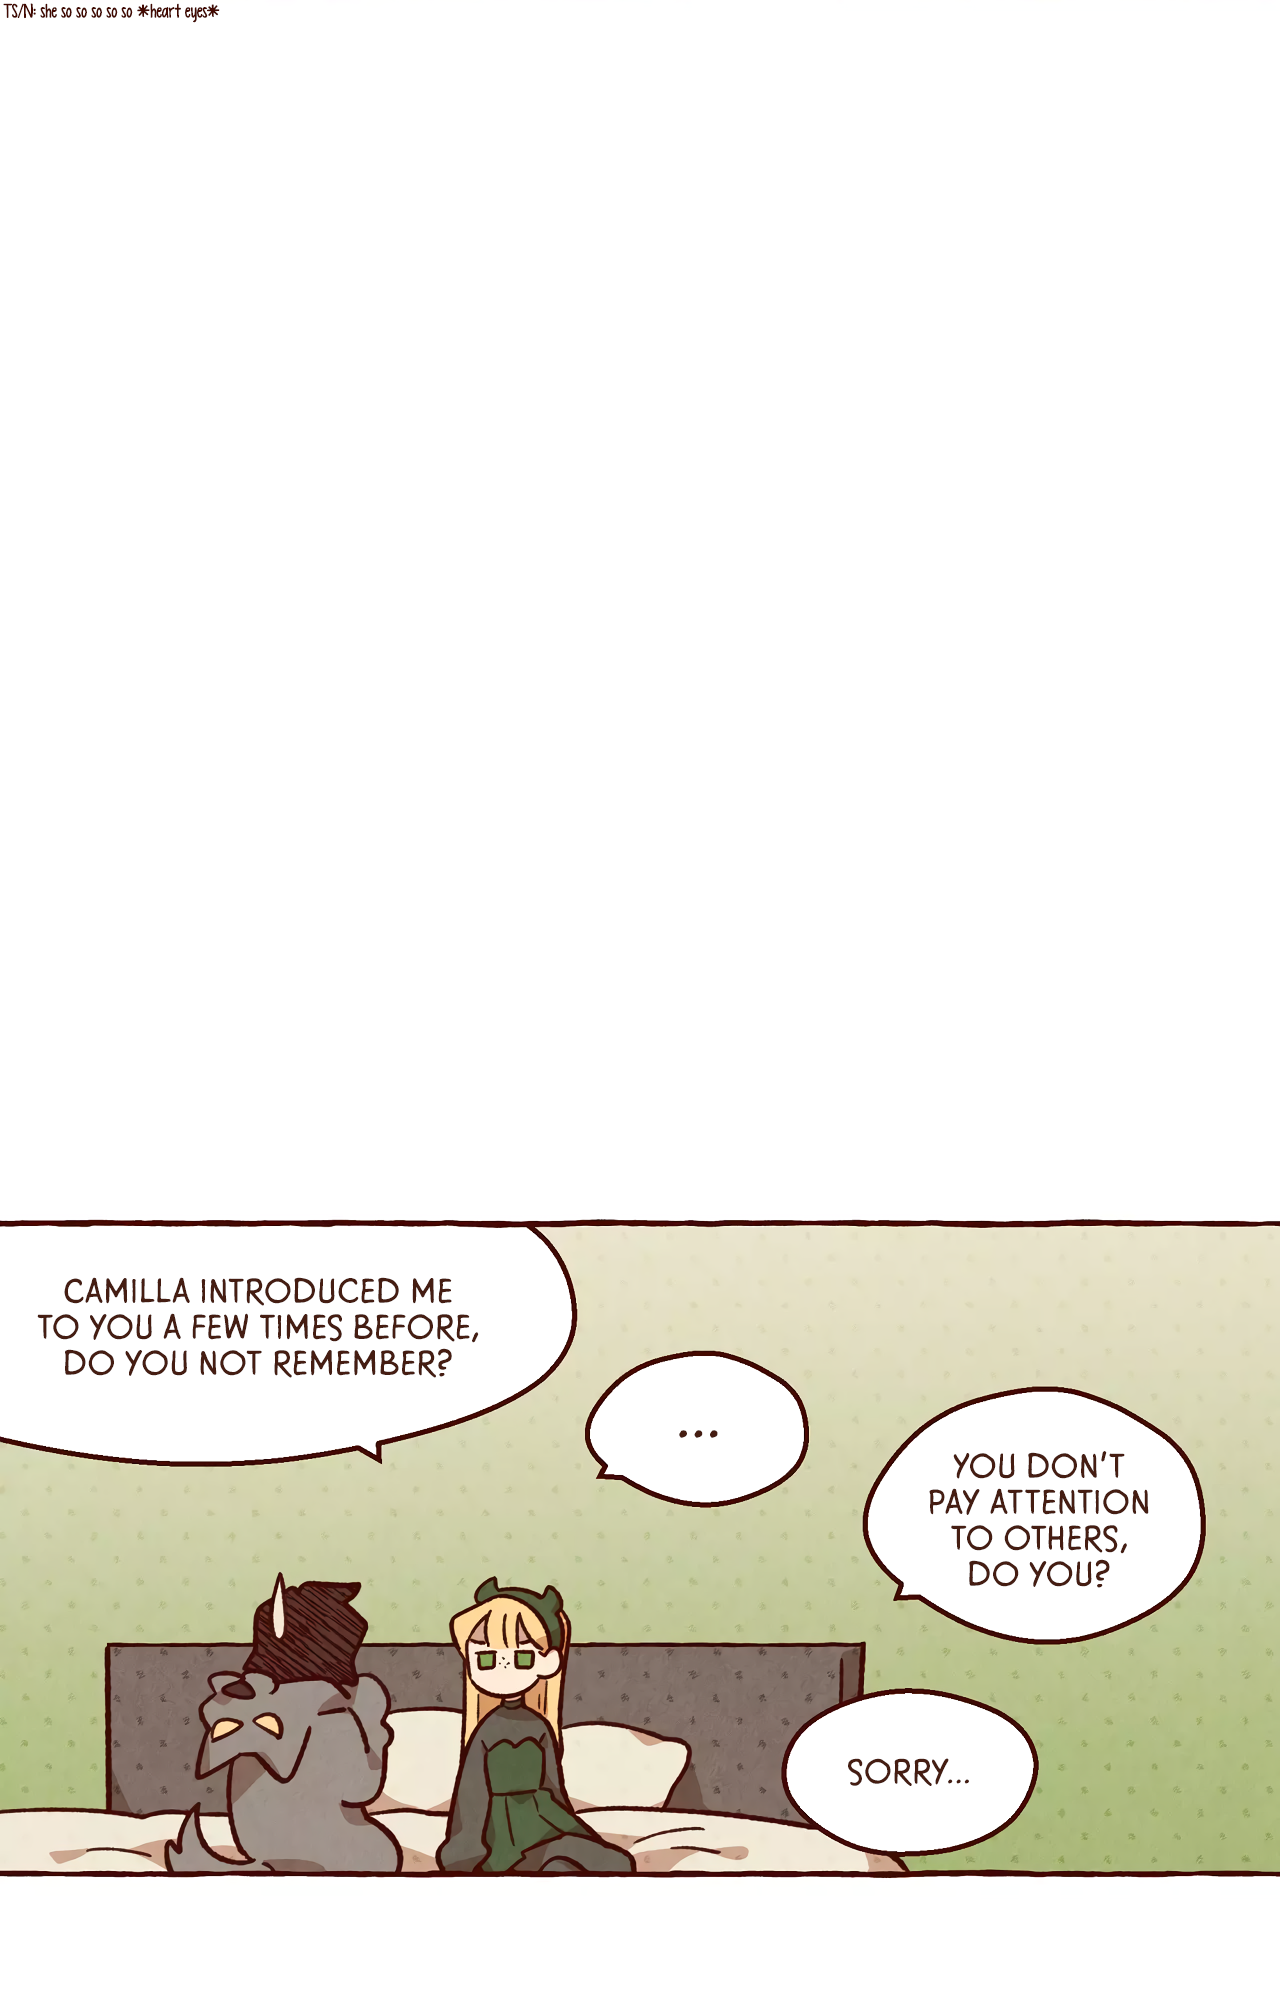 TS/N: she so so so so so *heart eyes*
CAMILLA INTRODUCED ME
TO YOU A FEW TIMES BEFORE,
DO YOU NOT REMEMBER?
...
YOU DON'T
PAY ATTENTION
TO OTHERS,
DO YOU?
SORRY...